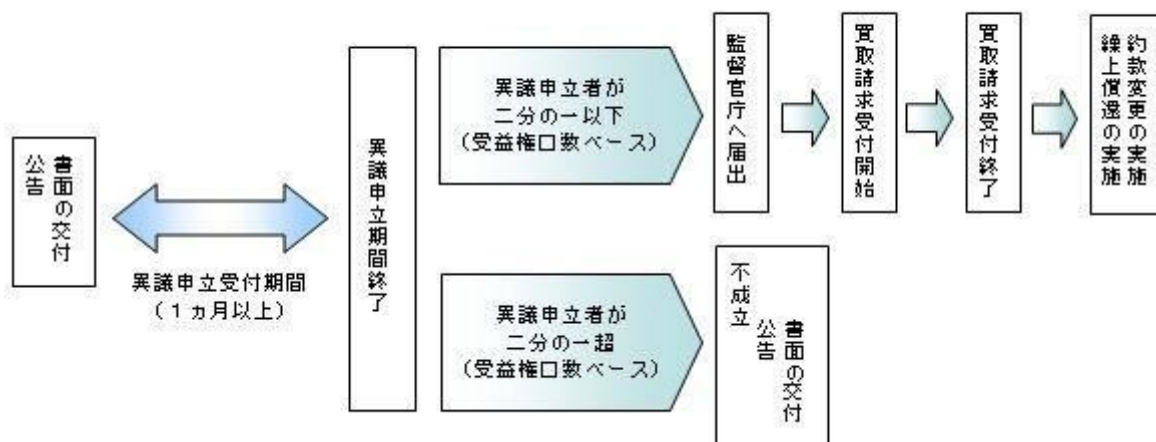 書面の交付
公告
異議申立受付期間
(1ヵ月以上)
異議申立期間終了
異議申立者が
二分の一以下
(受益権口数ベース)
監督官庁へ届出
買取請求受付開始
買取請求受付終了
約款変更の実施
繰上償還の実施
異議申立者が
二分の一超
(受益権口数ベース)
不成立
書面の交付
公告